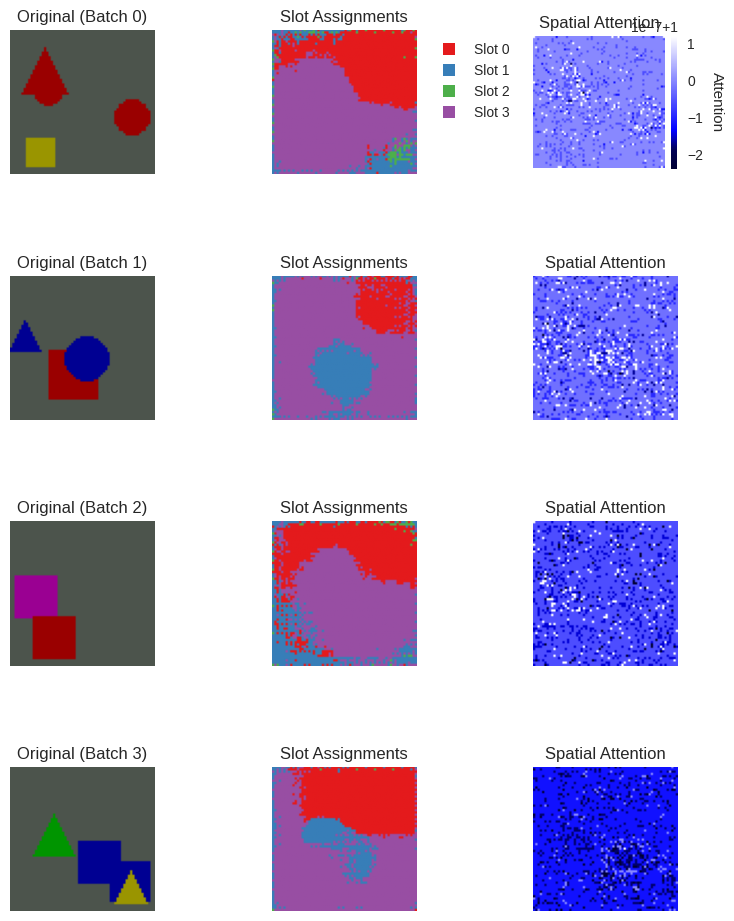 Original (Batch 0)
Slot Assignments
Slot 0
Slot 1
Slot 2
Slot 3
Spatial Attention
1e−7+1
1
0
−1
−2
Attention
Original (Batch 1)
Slot Assignments
Spatial Attention
Original (Batch 2)
Slot Assignments
Spatial Attention
Original (Batch 3)
Slot Assignments
Spatial Attention